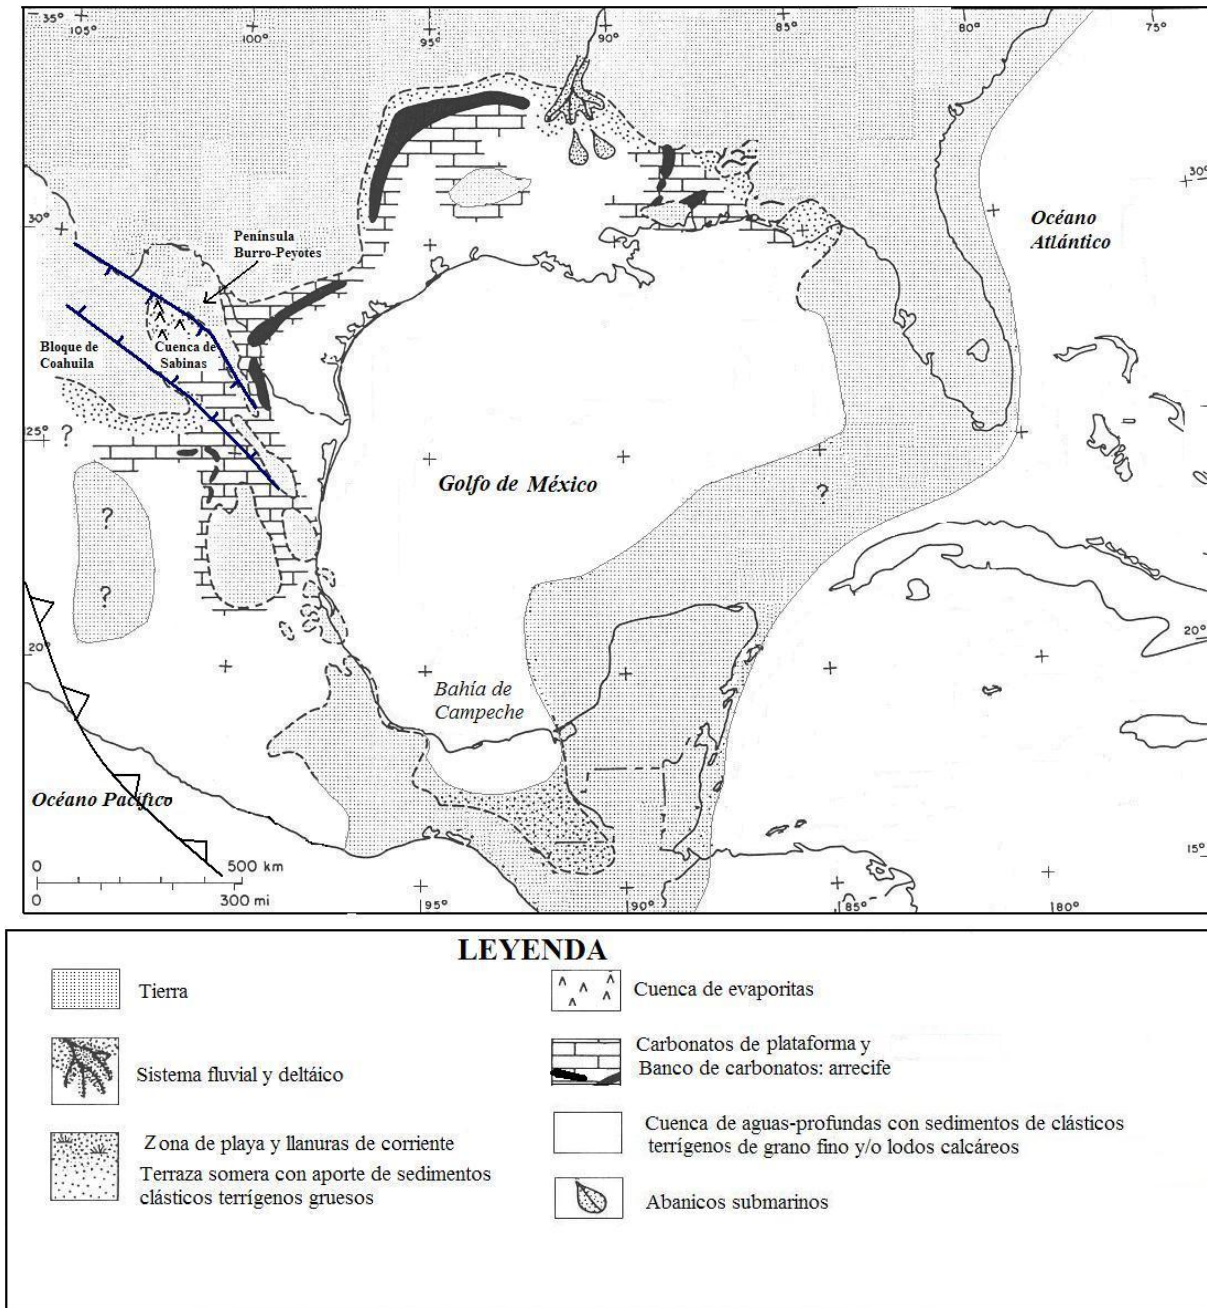 35°
105°
100°
95°
90°
85°
80°
75°
30°
30°
Océano
Atlántico
Península
Burro-Peyotes
Bloque de
Coahuila
Cuenca de
Sabinas
25°
?
Golfo de México
?
?
?
20°
20°
Bahía de
Campeche
Océano Pacífico
15°
0
500 km
0
300 mi
95°
90°
85°
80°
LEYENDA
Tierra
Cuenca de evaporitas
Sistema fluvial y deltáico
Carbonatos de plataforma y
Banco de carbonatos: arrecife
Zona de playa y llanuras de corriente
Terraza somera con aporte de sedimentos
clásticos terrígenos gruesos
Cuenca de aguas-profundas con sedimentos de clásticos
terrígenos de grano fino y/o lodos calcáreos
Abanicos submarinos